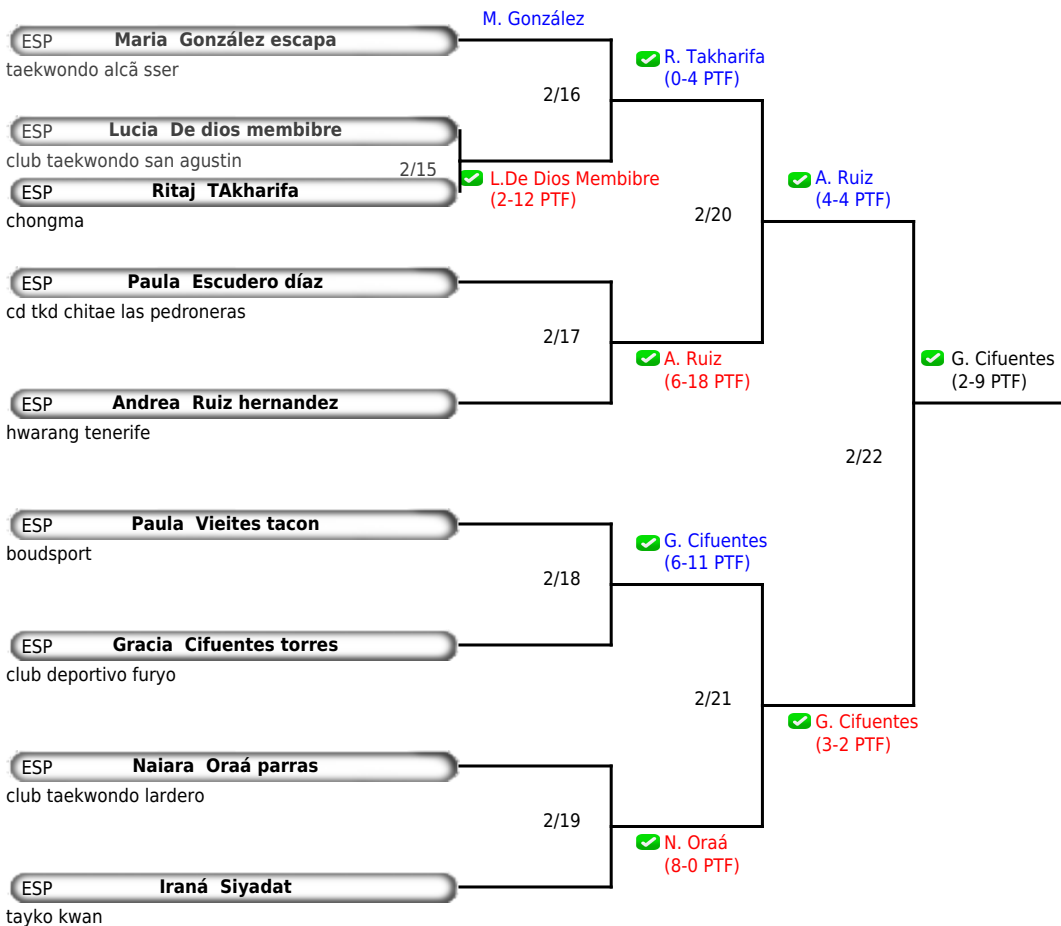 M. González
ESP Maria González escapa
taekwondo alcã sser
R. Takharifa
(0-4 PTF)
2/16
ESP Lucia De dios membibre
club taekwondo san agustin
2/15
L.De Dios Membibre
(2-12 PTF)
ESP Ritaj TAkharifa
chongma
A. Ruiz
(4-4 PTF)
2/20
ESP Paula Escudero díaz
cd tkd chitae las pedroneras
2/17
A. Ruiz
(6-18 PTF)
G. Cifuentes
(2-9 PTF)
ESP Andrea Ruiz hernandez
hwarang tenerife
2/22
ESP Paula Vieites tacon
boudsport
G. Cifuentes
(6-11 PTF)
2/18
ESP Gracia Cifuentes torres
club deportivo furyo
2/21
G. Cifuentes
(3-2 PTF)
ESP Naiara Oraá parras
club taekwondo lardero
2/19
N. Oraá
(8-0 PTF)
ESP Iraná Siyadat
tayko kwan